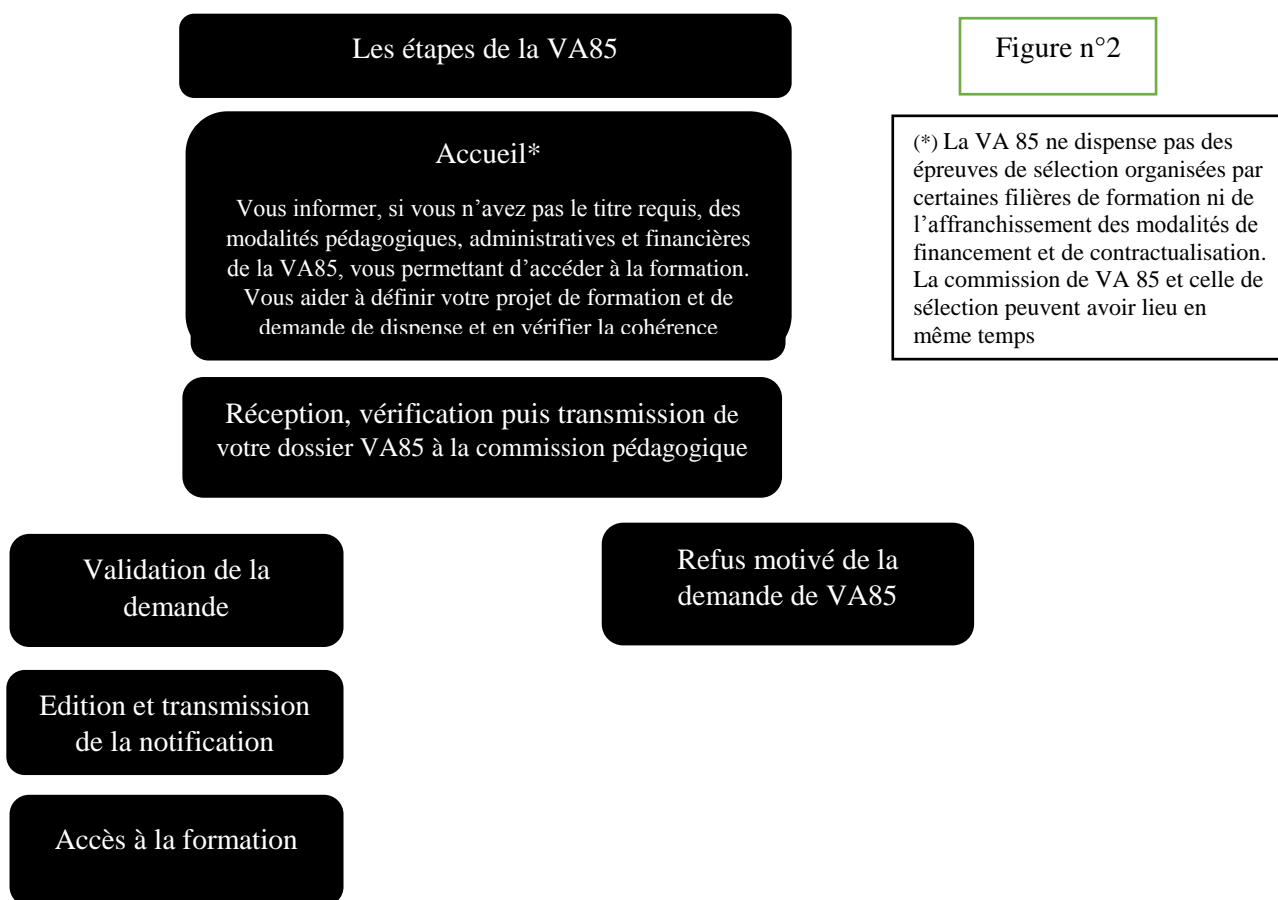 Les étapes de la VA85
Figure n°2
Accueil*
Vous informer, si vous n’avez pas le titre requis, des
modalités pédagogiques, administratives et financières
de la VA85, vous permettant d’accéder à la formation.
Vous aider à définir votre projet de formation et de
demande de dispense et en vérifier la cohérence
(*) La VA 85 ne dispense pas des
épreuves de sélection organisées par
certaines filières de formation ni de
l’affranchissement des modalités de
financement et de contractualisation.
La commission de VA 85 et celle de
sélection peuvent avoir lieu en
même temps
Réception, vérification puis transmission de
votre dossier VA85 à la commission pédagogique
Validation de la
demande
Refus motivé de la
demande de VA85
Edition et transmission
de la notification
Accès à la formation